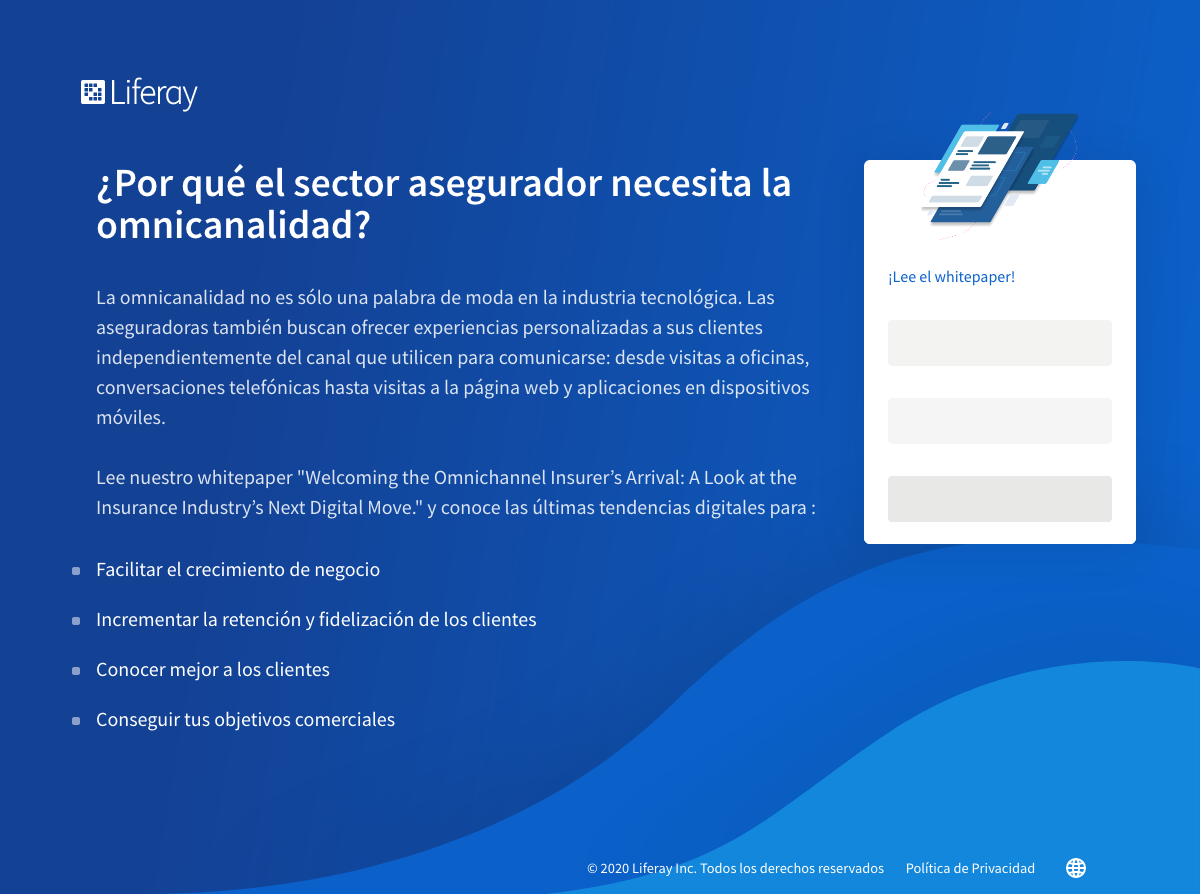 Liferay
¿Por qué el sector asegurador necesita la
omnicanalidad?
La omnicanalidad no es sólo una palabra de moda en la industria tecnológica. Las
aseguradoras también buscan ofrecer experiencias personalizadas a sus clientes
independientemente del canal que utilicen para comunicarse: desde visitas a oficinas,
conversaciones telefónicas hasta visitas a la página web y aplicaciones en dispositivos
móviles.
Lee nuestro whitepaper "Welcoming the Omnichannel Insurer’s Arrival: A Look at the
Insurance Industry’s Next Digital Move." y conoce las últimas tendencias digitales para :
Facilitar el crecimiento de negocio
Incrementar la retención y fidelización de los clientes
Conocer mejor a los clientes
Conseguir tus objetivos comerciales
¡Lee el whitepaper!
© 2020 Liferay Inc. Todos los derechos reservados Política de Privacidad